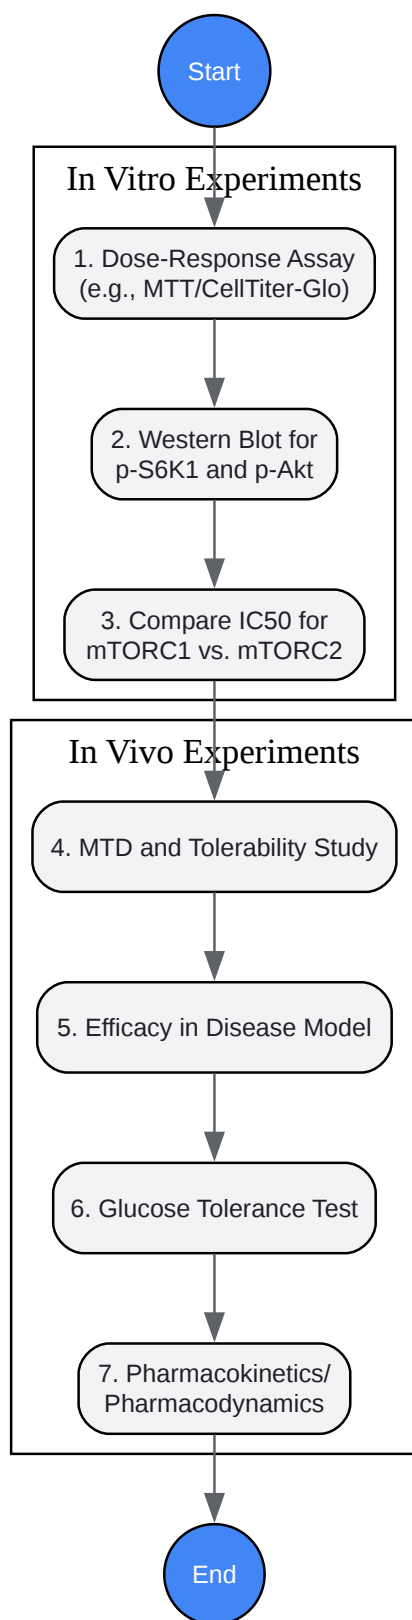 Start
In Vitro Experiments
1. Dose-Response Assay
(e.g., MTT/CellTiter-Glo)
2. Western Blot for
p-S6K1 and p-Akt
3. Compare IC50 for
mTORC1 vs. mTORC2
In Vivo Experiments
4. MTD and Tolerability Study
5. Efficacy in Disease Model
6. Glucose Tolerance Test
7. Pharmacokinetics/
Pharmacodynamics
End